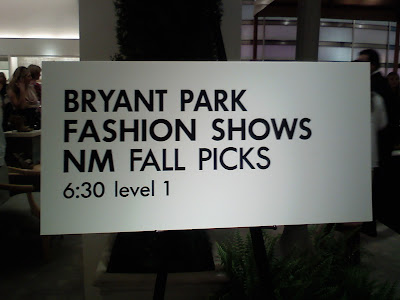 BRYANT PARK
FASHION SHOWS
NM FALL PICKS
6:30 level 1